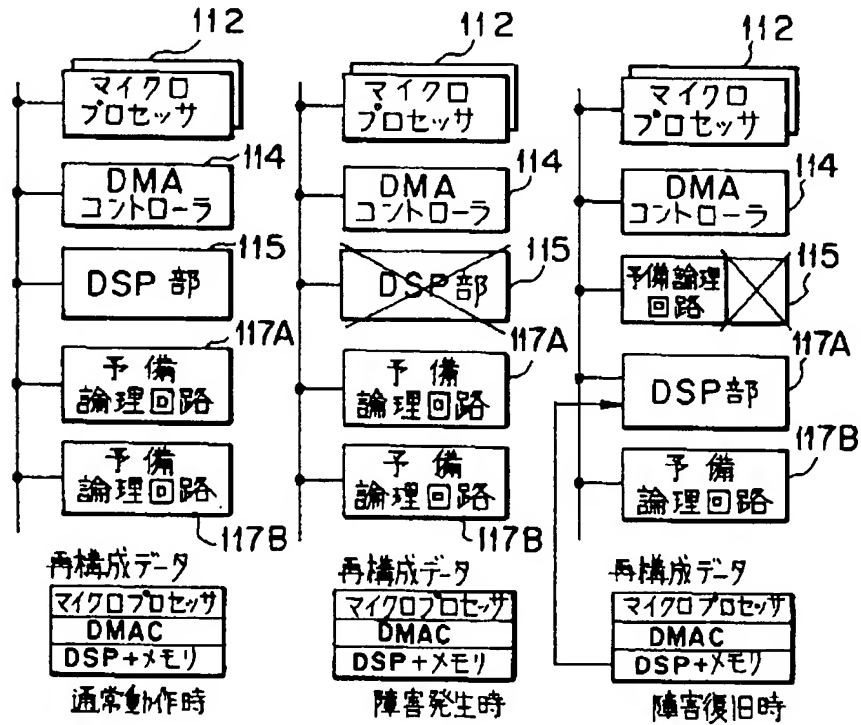 112
マイクロ
プロセッサ
114
DMA
コントローラ
115
DSP部
117A
予備
論理回路
予備
論理回路
117B
再構成データ
マイクロプロセッサ
DMAC
DSP+メモリ
通常動作時
112
マイクロ
プロセッサ
114
DMA
コントローラ
115
DSP部
117A
予備
論理回路
予備
論理回路
117B
再構成データ
マイクロプロセッサ
DMAC
DSP+メモリ
障害発生時
112
マイクロ
プロセッサ
114
DMA
コントローラ
115
予備論理
回路
117A
DSP部
117B
予備
論理回路
再構成データ
マイクロプロセッサ
DMAC
DSP+メモリ
障害復旧時